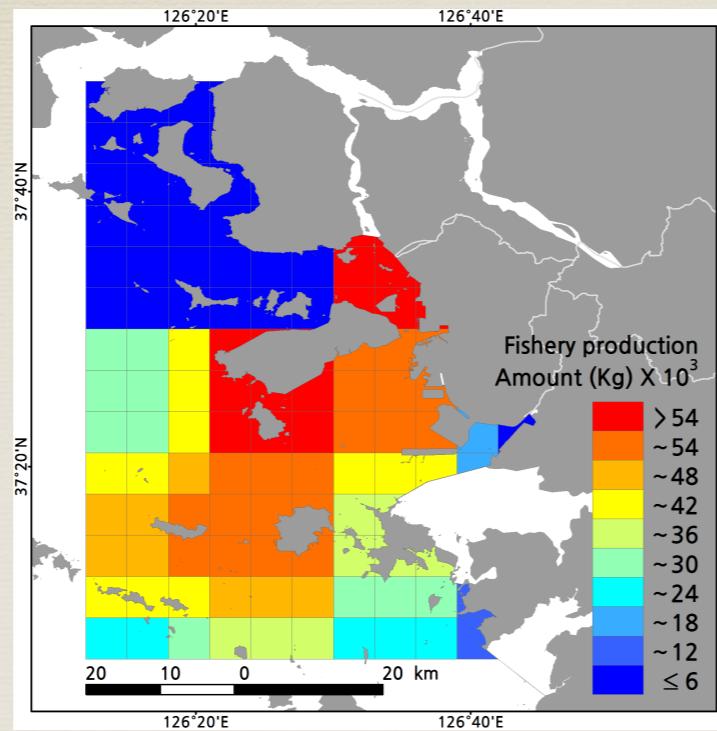 126°20'E 126°40'E
37°40'N
37°20'N
Fishery production
Amount (Kg) X 10³
>54
~54
~48
~42
~36
~30
~24
~18
~12
≤ 6
20 10 0 20 km
126°20'E 126°40'E